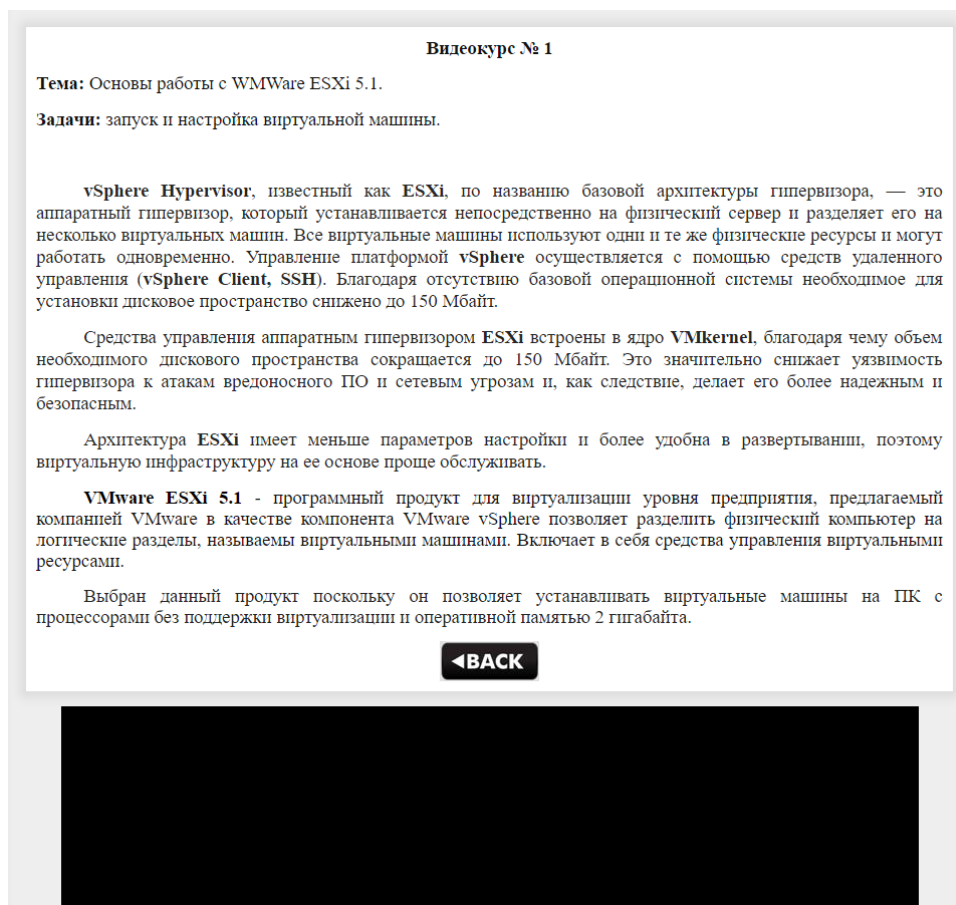 Видеокурс № 1
Тема: Основы работы с WMWare ESXi 5.1.
Задачи: запуск и настройка виртуальной машины.
vSphere Hypervisor, известный как ESXi, по названию базовой архитектуры гипервизора, — это
аппаратный гипервизор, который устанавливается непосредственно на физический сервер и разделяет его на
несколько виртуальных машин. Все виртуальные машины используют одни и те же физические ресурсы и могут
работать одновременно. Управление платформой vSphere осуществляется с помощью средств удаленного
управления (vSphere Client, SSH). Благодаря отсутствию базовой операционной системы необходимое для
установки дисковое пространство снижено до 150 Мбайт.
Средства управления аппаратным гипервизором ESXi встроены в ядро VMkernel, благодаря чему объем
необходимого дискового пространства сокращается до 150 Мбайт. Это значительно снижает уязвимость
гипервизора к атакам вредоносного ПО и сетевым угрозам и, как следствие, делает его более надежным и
безопасным.
Архитектура ESXi имеет меньше параметров настройки и более удобна в развертывании, поэтому
виртуальную инфраструктуру на ее основе проще обслуживать.
VMware ESXi 5.1 - программный продукт для виртуализации уровня предприятия, предлагаемый
компанией VMware в качестве компонента VMware vSphere позволяет разделить физический компьютер на
логические разделы, называемы виртуальными машинами. Включает в себя средства управления виртуальными
ресурсами.
Выбран данный продукт поскольку он позволяет устанавливать виртуальные машины на ПК с
процессорами без поддержки виртуализации и оперативной памятью 2 гигабайта.
BACK